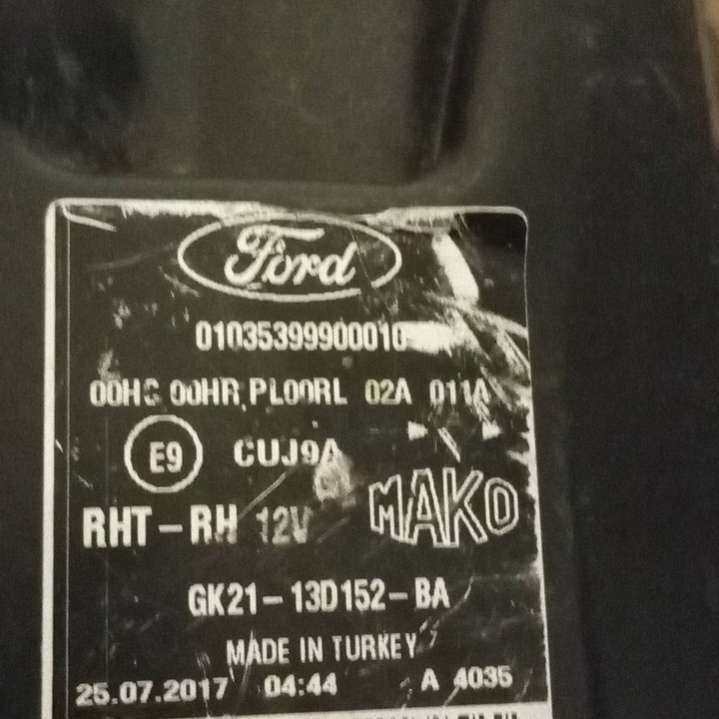 Ford
01035399900010
00HC 00HR PL00RL 02A 011A
E9 CUJ9A
RHT-RH 12V MAKO
GK21-13D152-BA
MADE IN TURKEY
25.07.2017 04:44 A 4035